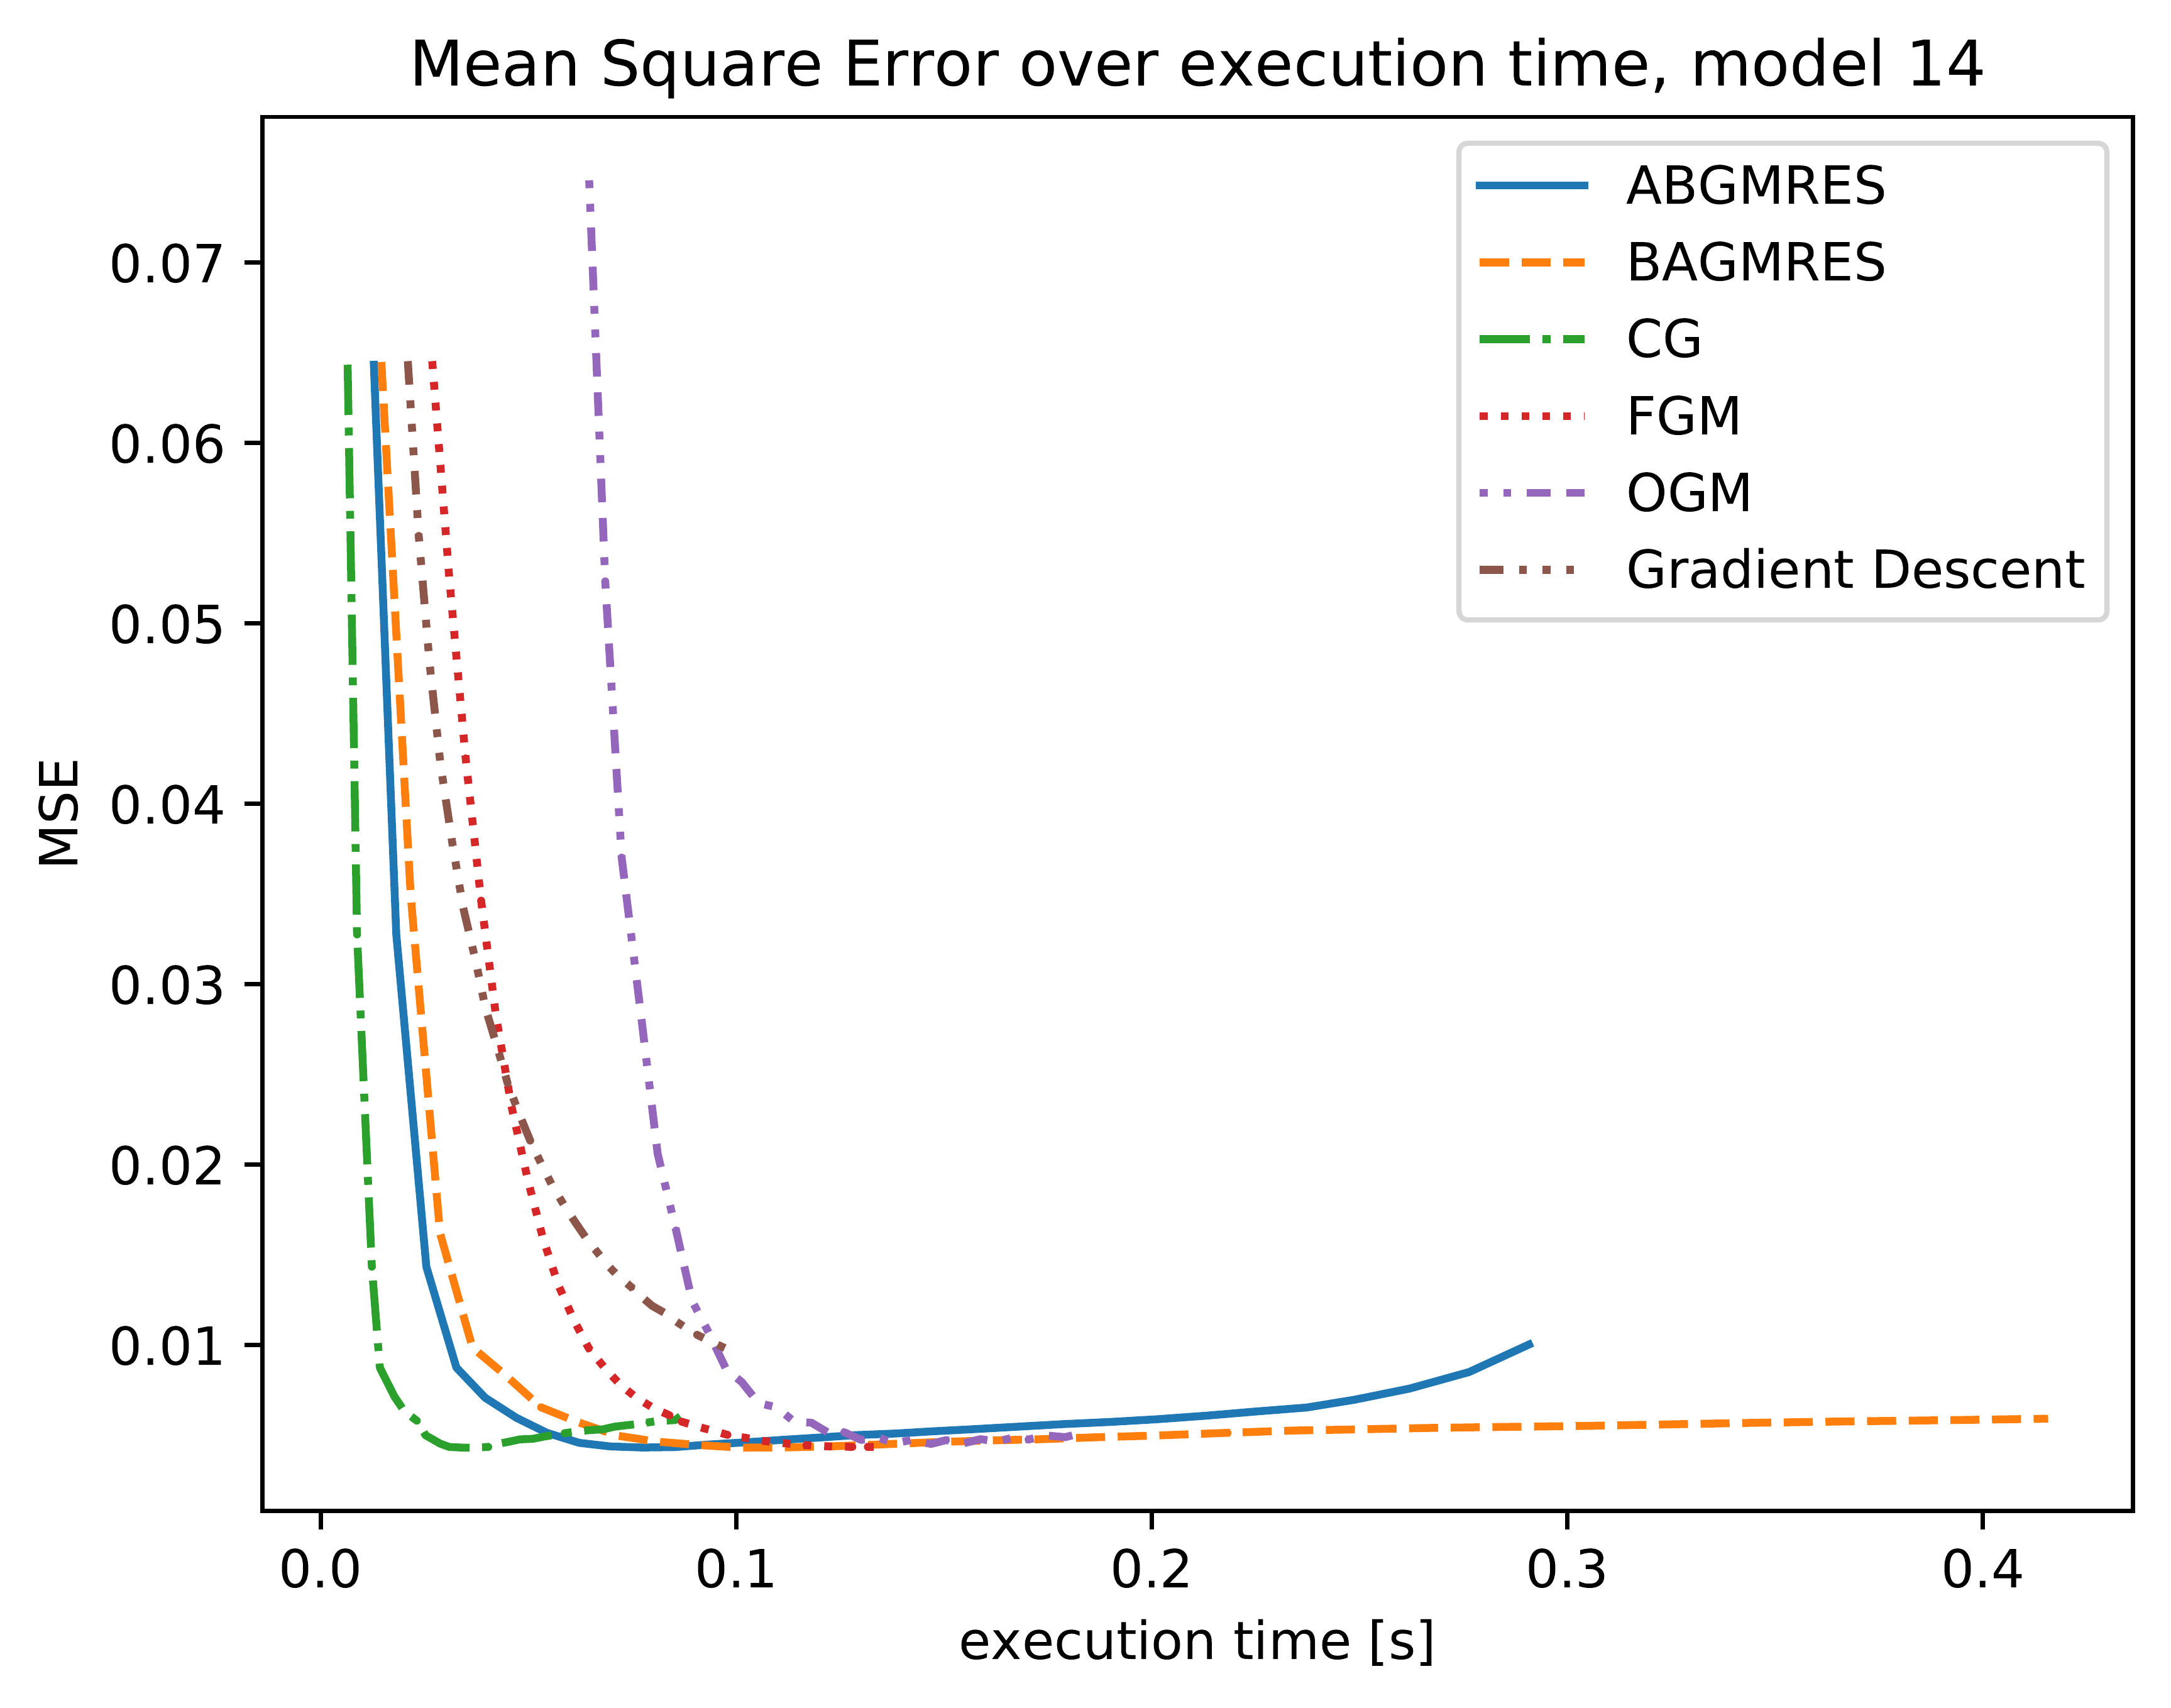 Mean Square Error over execution time, model 14
ABGMRES
BAGMRES
CG
FGM
OGM
Gradient Descent
MSE
0.07
0.06
0.05
0.04
0.03
0.02
0.01
0.0 0.1 0.2 0.3 0.4
execution time [s]